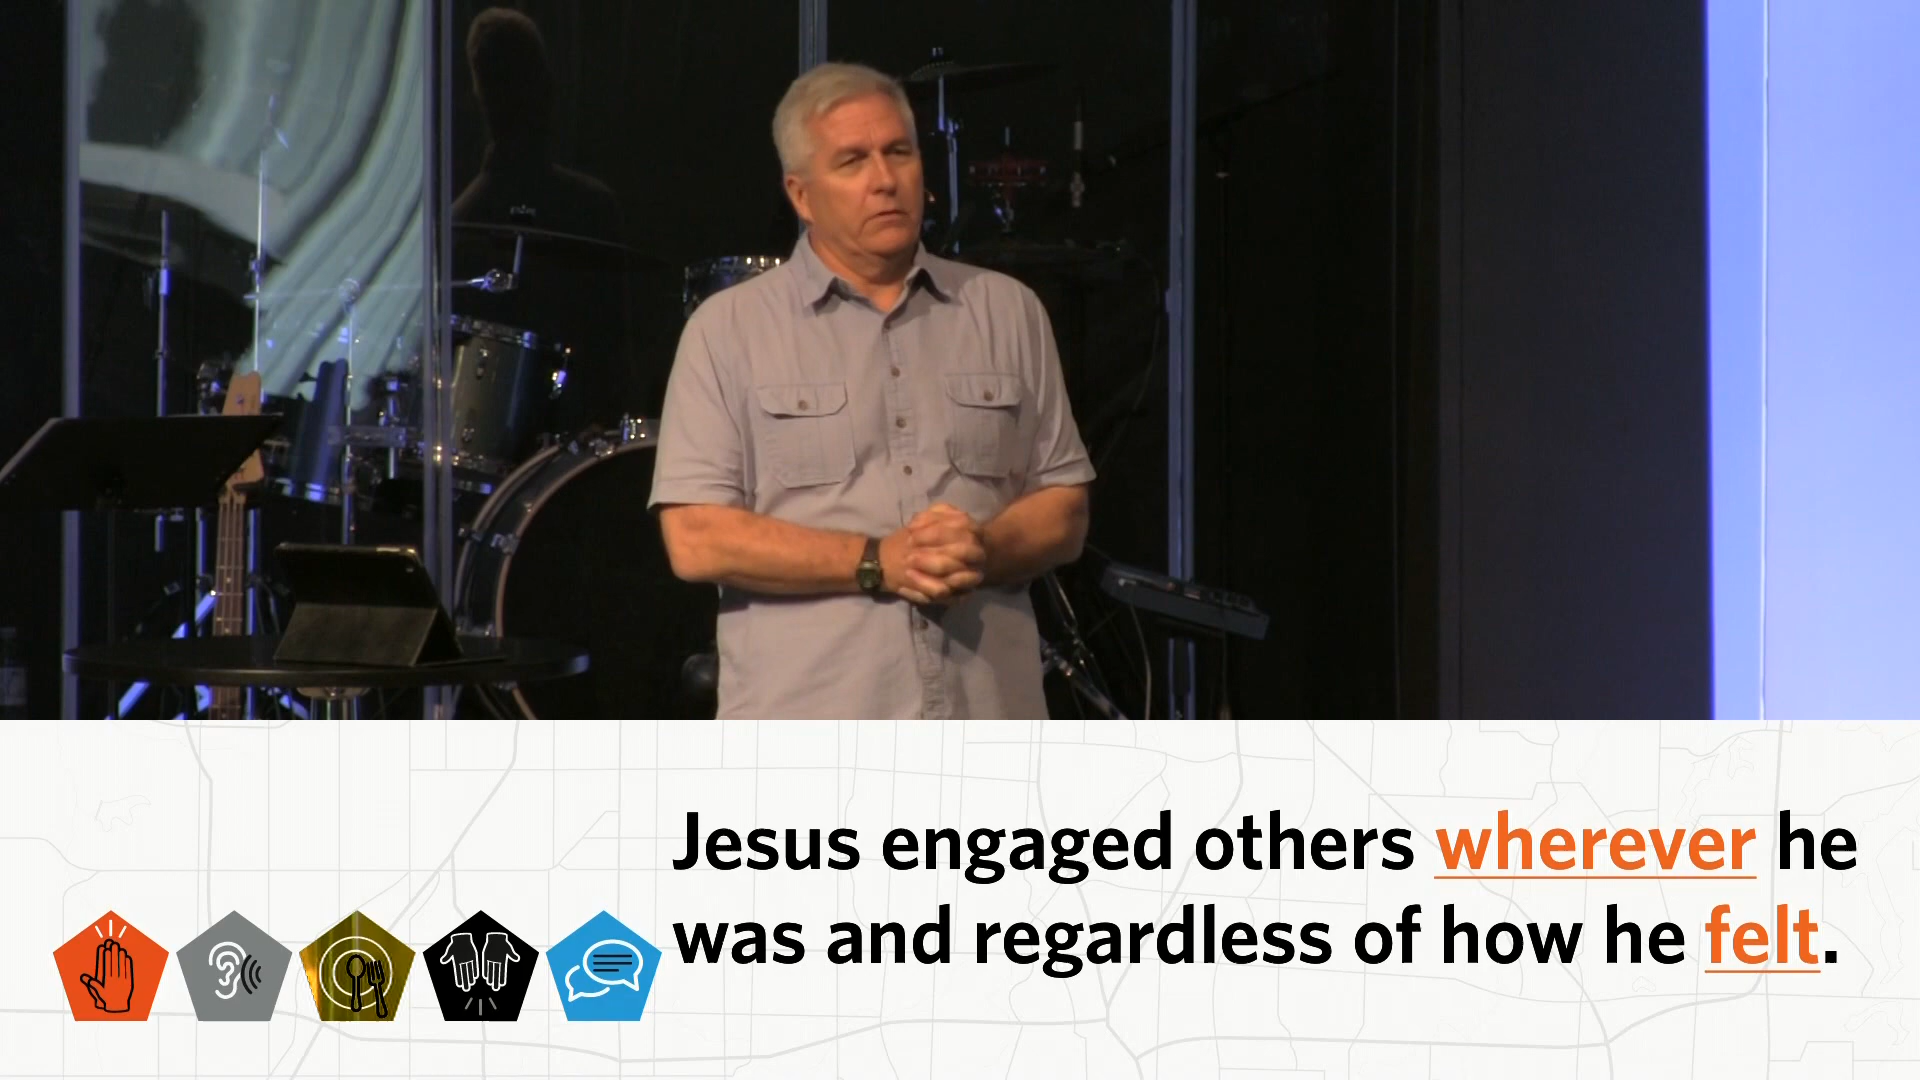 Jesus engaged others wherever he
was and regardless of how he felt.